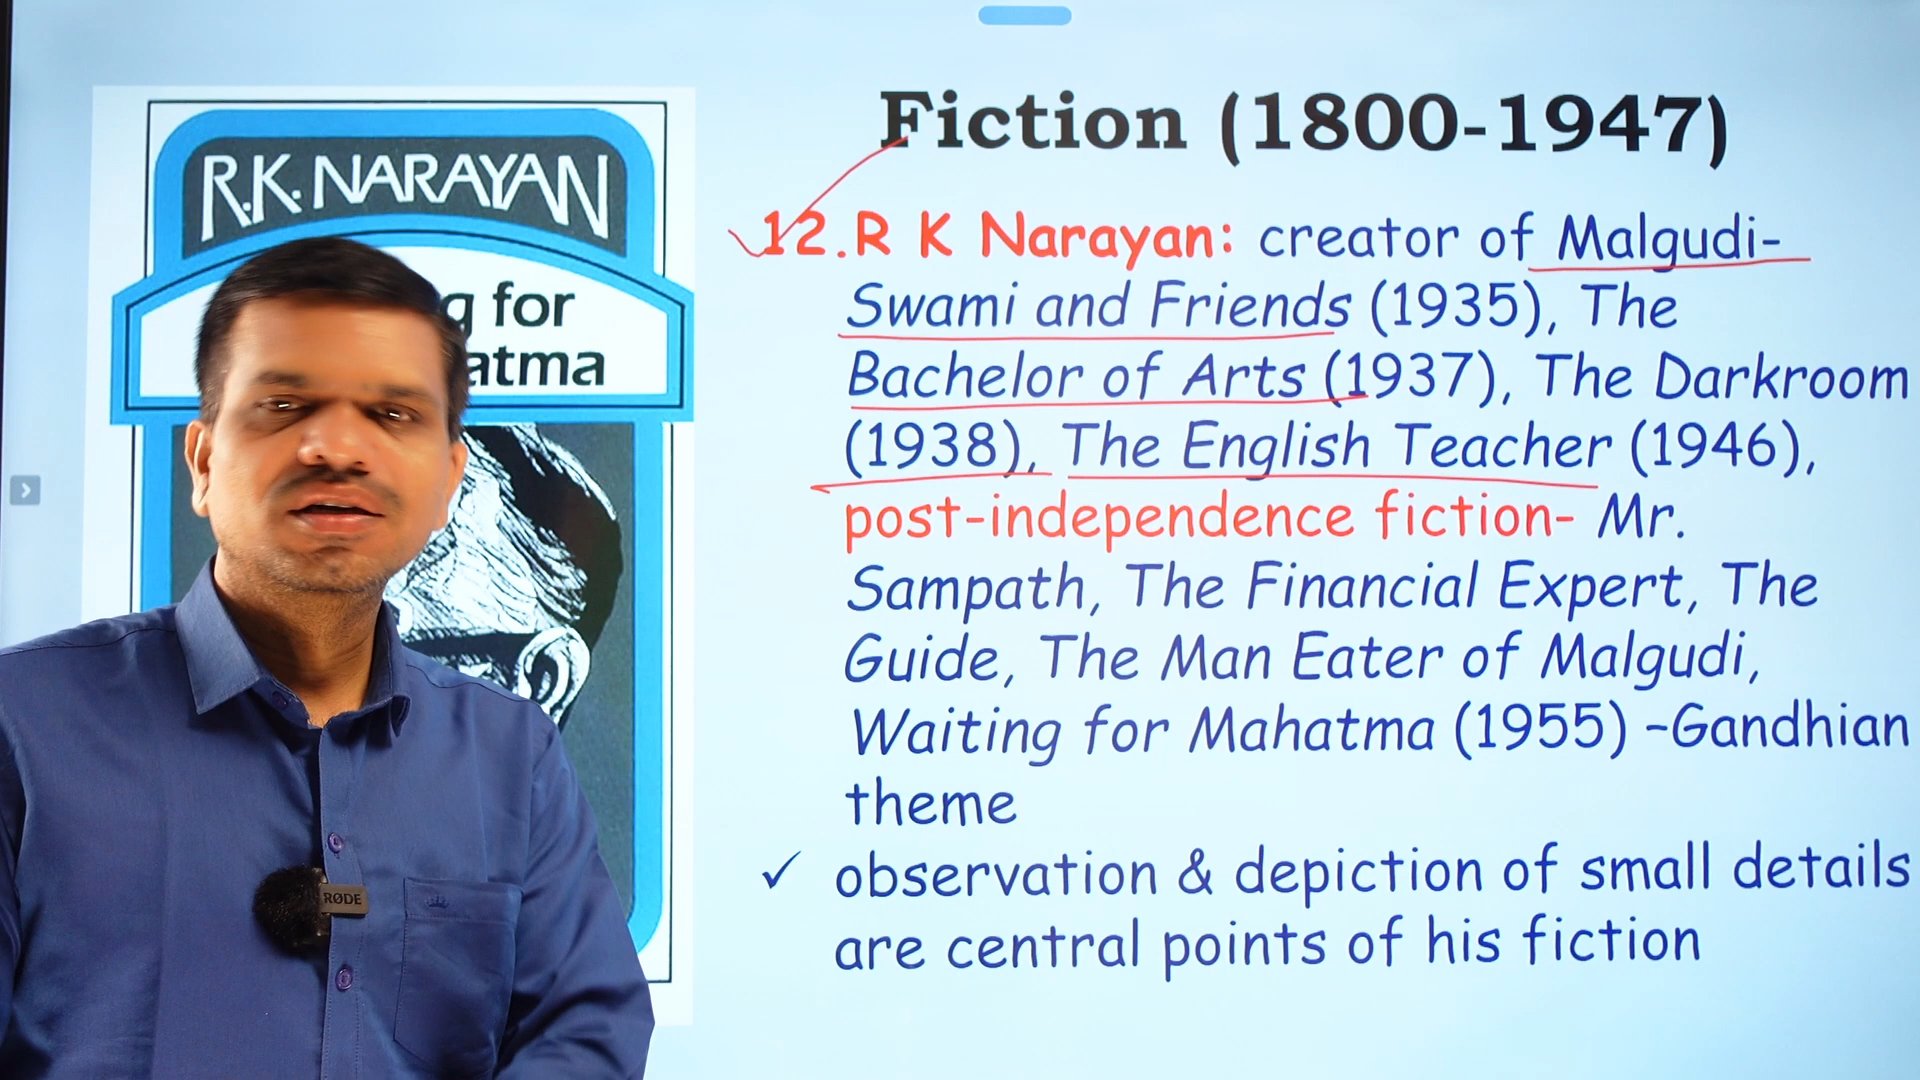 Fiction (1800-1947)
R.K. NARAYAN
g for
atma
12. R K Narayan: creator of Malgudi-
Swami and Friends (1935), The
Bachelor of Arts (1937), The Darkroom
(1938), The English Teacher (1946),
post-independence fiction- Mr.
Sampath, The Financial Expert, The
Guide, The Man Eater of Malgudi,
Waiting for Mahatma (1955) -Gandhian
theme
✓ observation & depiction of small details
are central points of his fiction
RØDE